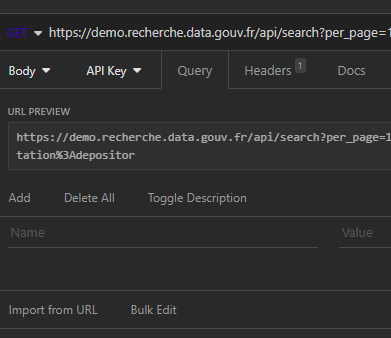 GET https://demo.recherche.data.gouv.fr/api/search?per_page=1
Body API Key Query Headers 1 Docs
URL PREVIEW
https://demo.recherche.data.gouv.fr/api/search?per_page=1
tation%3Adepositor
Add Delete All Toggle Description
Name Value
Import from URL Bulk Edit